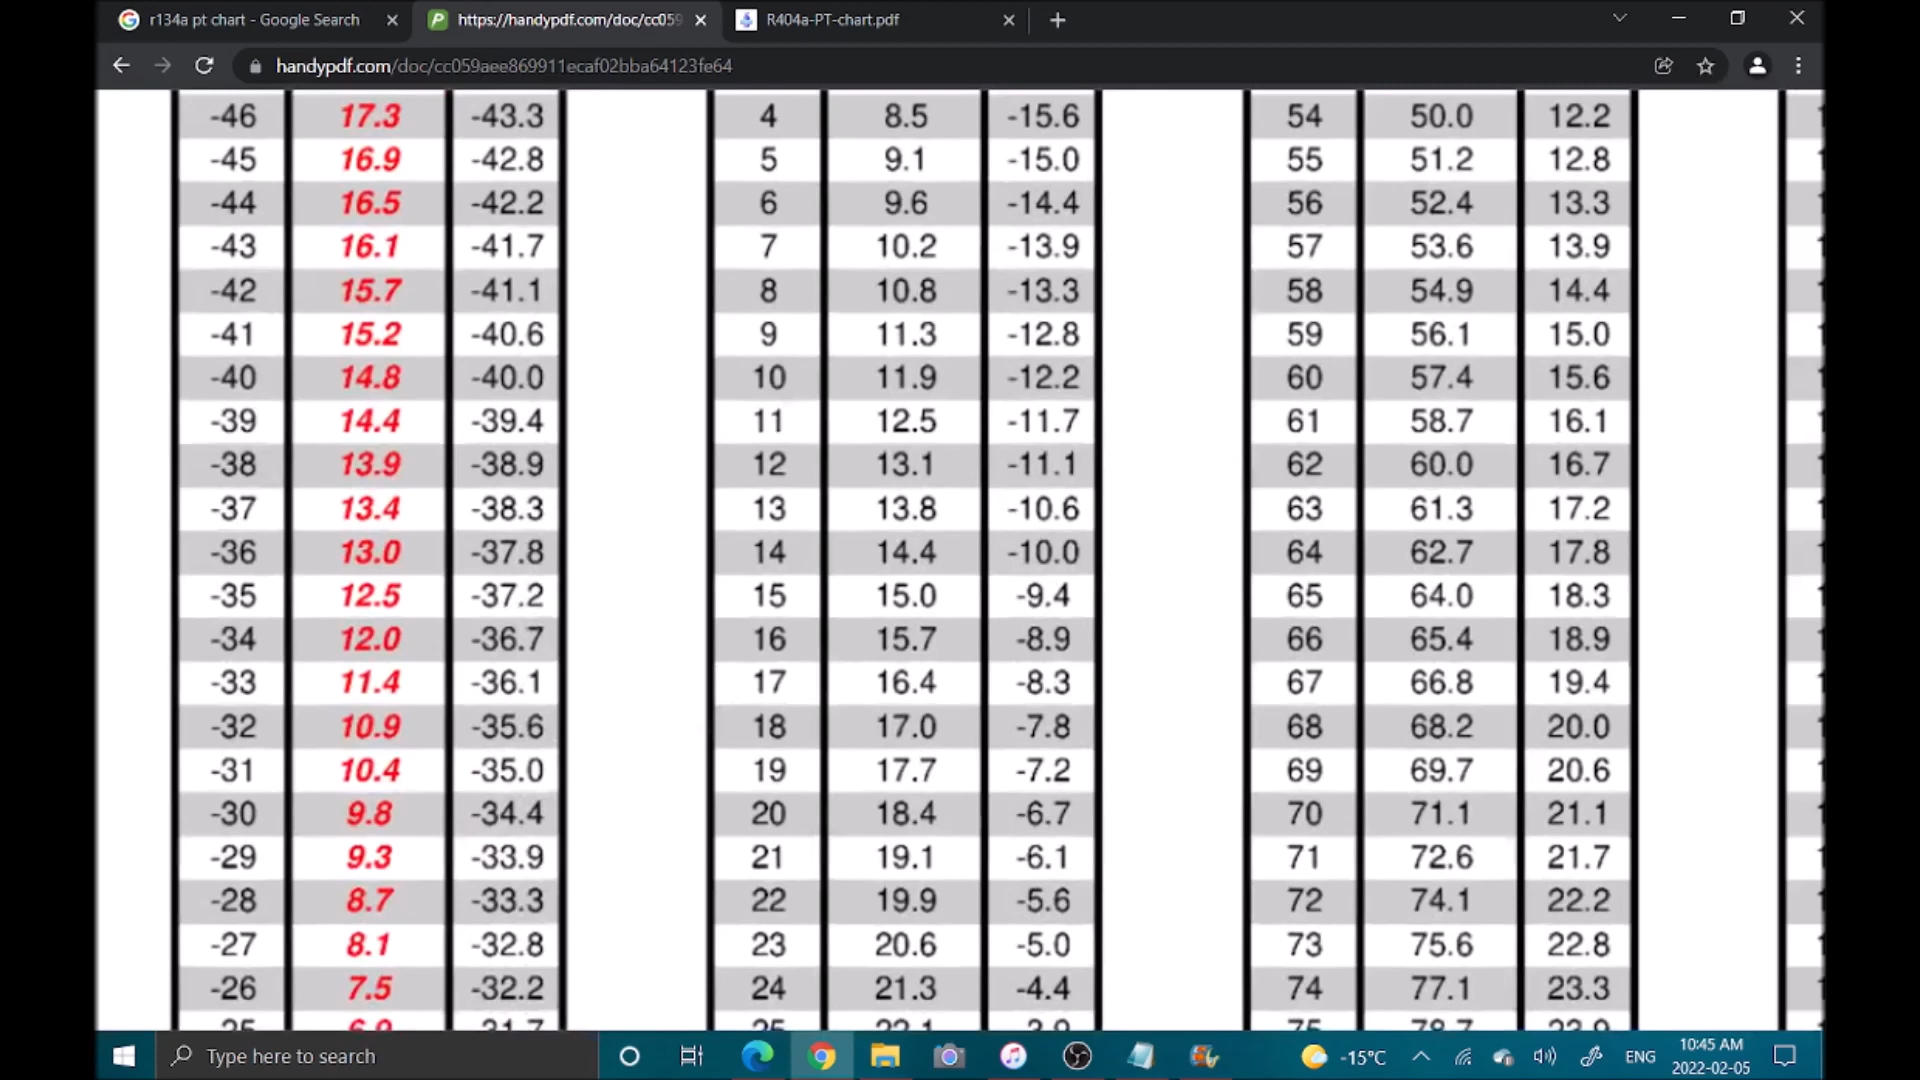 r134a pt chart - Google Search
https://handypdf.com/doc/cc059
R404a-PT-chart.pdf
handypdf.com/doc/cc059aee869911ecaf02bba64123fe64
-46 17.3 -43.3 4 8.5 -15.6 54 50.0 12.2
-45 16.9 -42.8 5 9.1 -15.0 55 51.2 12.8
-44 16.5 -42.2 6 9.6 -14.4 56 52.4 13.3
-43 16.1 -41.7 7 10.2 -13.9 57 53.6 13.9
-42 15.7 -41.1 8 10.8 -13.3 58 54.9 14.4
-41 15.2 -40.6 9 11.3 -12.8 59 56.1 15.0
-40 14.8 -40.0 10 11.9 -12.2 60 57.4 15.6
-39 14.4 -39.4 11 12.5 -11.7 61 58.7 16.1
-38 13.9 -38.9 12 13.1 -11.1 62 60.0 16.7
-37 13.4 -38.3 13 13.8 -10.6 63 61.3 17.2
-36 13.0 -37.8 14 14.4 -10.0 64 62.7 17.8
-35 12.5 -37.2 15 15.0 -9.4 65 64.0 18.3
-34 12.0 -36.7 16 15.7 -8.9 66 65.4 18.9
-33 11.4 -36.1 17 16.4 -8.3 67 66.8 19.4
-32 10.9 -35.6 18 17.0 -7.8 68 68.2 20.0
-31 10.4 -35.0 19 17.7 -7.2 69 69.7 20.6
-30 9.8 -34.4 20 18.4 -6.7 70 71.1 21.1
-29 9.3 -33.9 21 19.1 -6.1 71 72.6 21.7
-28 8.7 -33.3 22 19.9 -5.6 72 74.1 22.2
-27 8.1 -32.8 23 20.6 -5.0 73 75.6 22.8
-26 7.5 -32.2 24 21.3 -4.4 74 77.1 23.3
Type here to search
-15°C
ENG
10:45 AM
2022-02-05